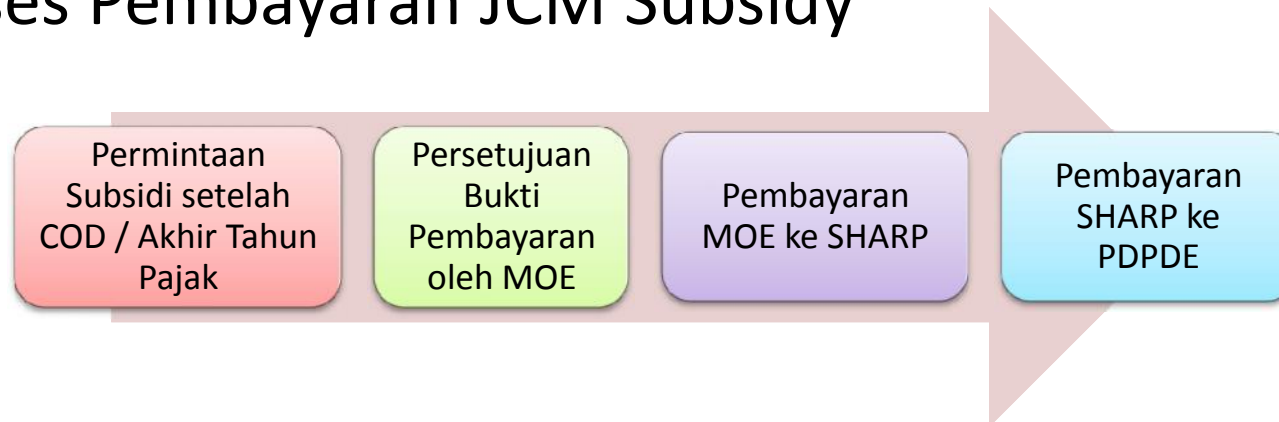 ses Pembayaran JCM Subsidy
Permintaan
Subsidi setelah
COD / Akhir Tahun
Pajak
Persetujuan
Bukti
Pembayaran
oleh MOE
Pembayaran
MOE ke SHARP
Pembayaran
SHARP ke
PDPDE